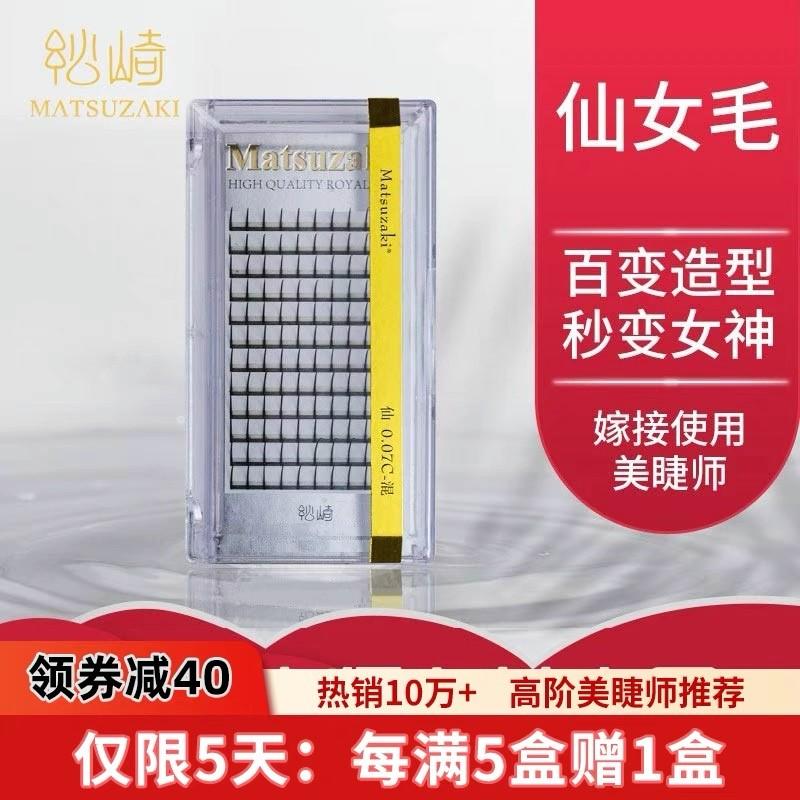 松崎
MATSUZAKI
Matsuza
HIGH QUALITY ROYAL
Matsuzaki®
仙 0.07C-混
松崎
仙女毛
百变造型
秒变女神
嫁接使用
美睫师
领券减40
热销10万+ 高阶美睫师推荐
仅限5天：每满5盒赠1盒